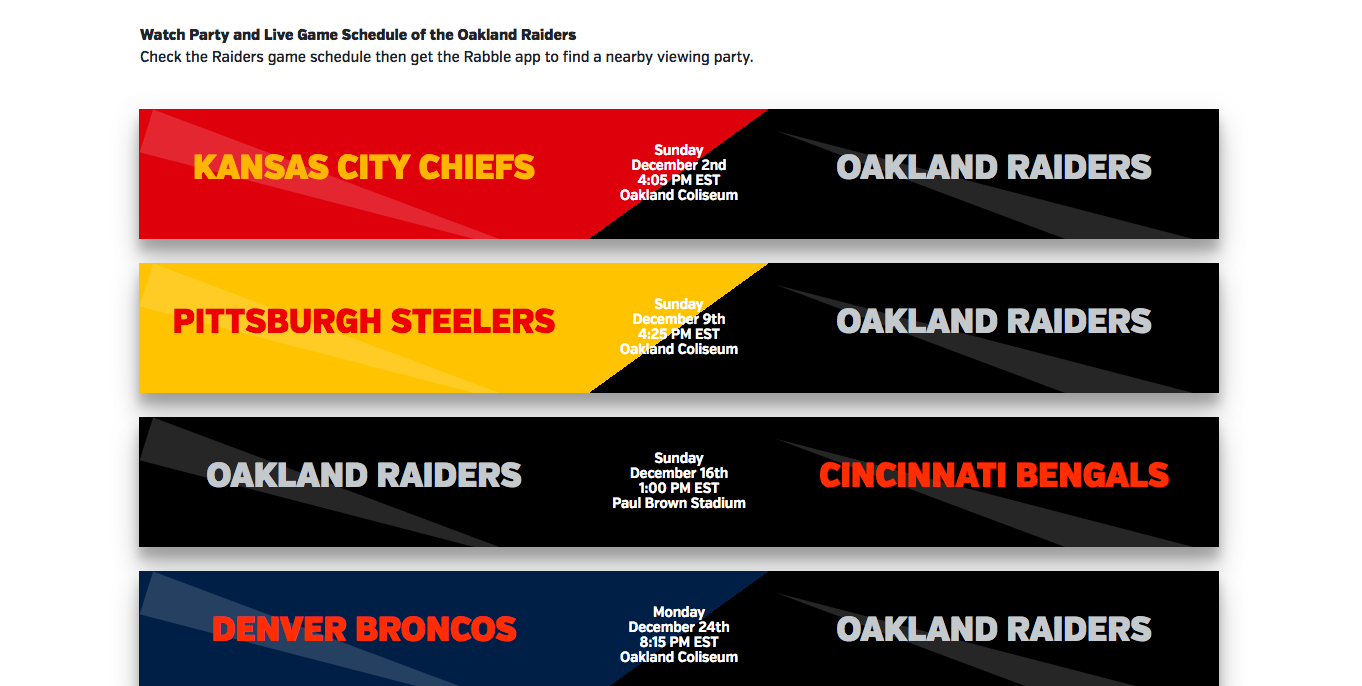 Watch Party and Live Game Schedule of the Oakland Raiders
Check the Raiders game schedule then get the Rabble app to find a nearby viewing party.
KANSAS CITY CHIEFS
Sunday
December 2nd
4:05 PM EST
Oakland Coliseum
OAKLAND RAIDERS
PITTSBURGH STEELERS
Sunday
December 9th
4:25 PM EST
Oakland Coliseum
OAKLAND RAIDERS
OAKLAND RAIDERS
Sunday
December 16th
1:00 PM EST
Paul Brown Stadium
CINCINNATI BENGALS
DENVER BRONCOS
Monday
December 24th
8:15 PM EST
Oakland Coliseum
OAKLAND RAIDERS